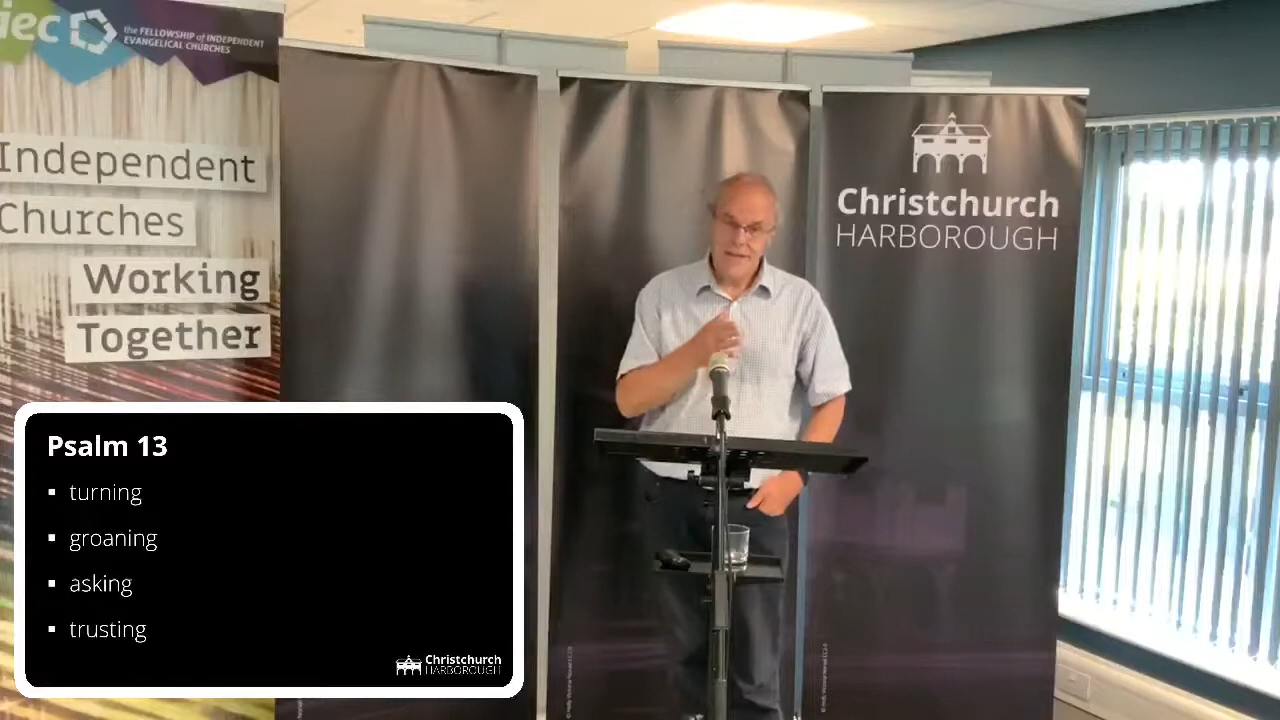 iec
the FELLOWSHIP of INDEPENDENT
EVANGELICAL CHURCHES
Independent
Churches
Working
Together
Christchurch
HARBOROUGH
Psalm 13
▪ turning
▪ groaning
▪ asking
▪ trusting
Christchurch
HARBOROUGH